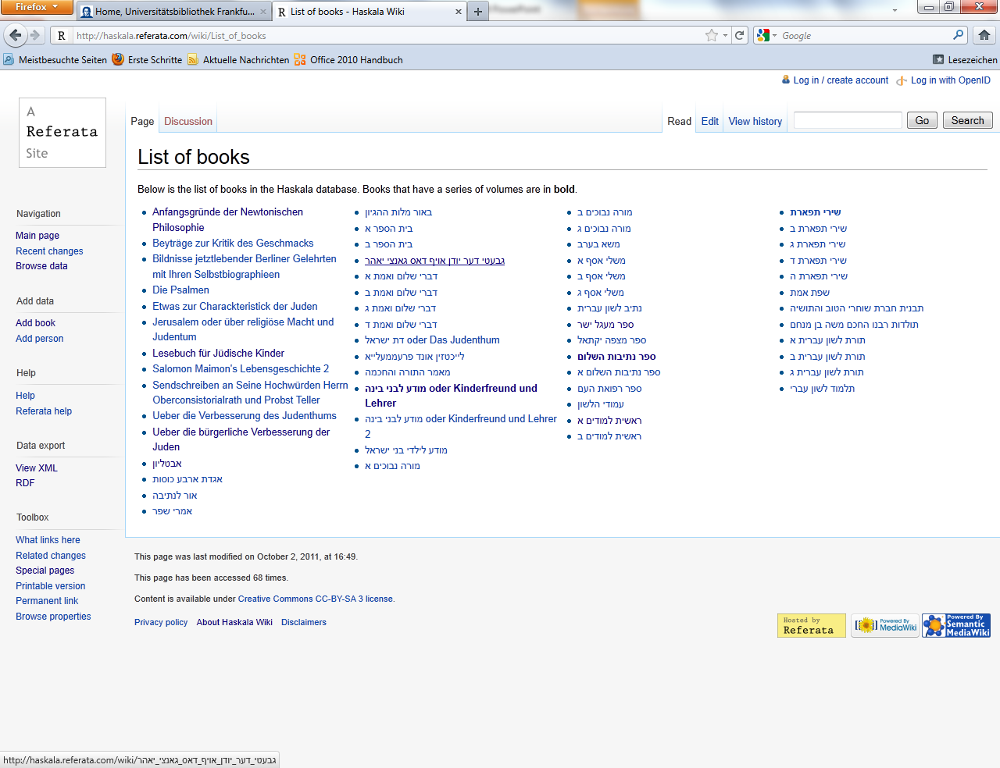 Firefox
Home, Universitätsbibliothek Frankfu...
List of books - Haskala Wiki
http://haskala.referata.com/wiki/List_of_books
Google
Meistbesuchte Seiten
Erste Schritte
Aktuelle Nachrichten
Office 2010 Handbuch
Lesezeichen
Log in / create account
Log in with OpenID
A
Referata
Site
Page
Discussion
Read
Edit
View history
Go
Search
List of books
Below is the list of books in the Haskala database. Books that have a series of volumes are in bold.
Navigation
Main page
Recent changes
Browse data
Add data
Add book
Add person
Help
Help
Referata help
Data export
View XML
RDF
Toolbox
What links here
Related changes
Special pages
Printable version
Permanent link
Browse properties
Anfangsgründe der Newtonischen
Philosophie
Beyträge zur Kritik des Geschmacks
Bildnisse jetztlebender Berliner Gelehrten
mit Ihren Selbstbiographieen
Die Psalmen
Etwas zur Charackteristick der Juden
Jerusalem oder über religiöse Macht und
Judentum
Lesebuch für Jüdische Kinder
Salomon Maimon's Lebensgeschichte 2
Sendschreiben an Seine Hochwürden Herrn
Oberconsistorialrath und Probst Teller
Ueber die Verbesserung des Judenthums
Ueber die bürgerliche Verbesserung der
Juden
אבטליון
אגדת ארבע כוסות
אור לנתיבה
אמרי שפר
באור מלות ההגיון
בית הספר א
בית הספר ב
גבעטי דער יודן אויף דאס גאנצי יאהר
דברי שלום ואמת א
דברי שלום ואמת ב
דברי שלום ואמת ג
דברי שלום ואמת ד
דת ישראל oder Das Judenthum
לייכטזין אונד פרעממעלייא
מאמר התורה והחכמה
מודע לבני בינה oder Kinderfreund und
Lehrer
מודע לבני בינה oder Kinderfreund und Lehrer
2
מודע לילדי בני ישראל
מורה נבוכים א
מורה נבוכים ב
מורה נבוכים ג
משא בערב
משלי אסף א
משלי אסף ב
משלי אסף ג
נתיב לשון עברית
ספר מעגל ישר
ספר מצפה יקתאל
ספר נתיבות השלום
ספר נתיבות השלום א
ספר רפואת העם
עמודי הלשון
ראשית למודים א
ראשית למודים ב
שירי תפארת
שירי תפארת ב
שירי תפארת ג
שירי תפארת ד
שירי תפארת ה
שפת אמת
תבנית חברת שוחרי הטוב והתושיה
תולדות רבנו החכם משה בן מנחם
תורת לשון עברית א
תורת לשון עברית ב
תורת לשון עברית ג
תלמוד לשון עברי
This page was last modified on October 2, 2011, at 16:49.
This page has been accessed 68 times.
Content is available under Creative Commons CC-BY-SA 3 license.
Privacy policy
About Haskala Wiki
Disclaimers
Hosted by
Referata
Powered By
MediaWiki
Powered By
Semantic
MediaWiki
http://haskala.referata.com/wiki/גבעטי_דער_יודן_אויף_דאס_גאנצי_יאהר